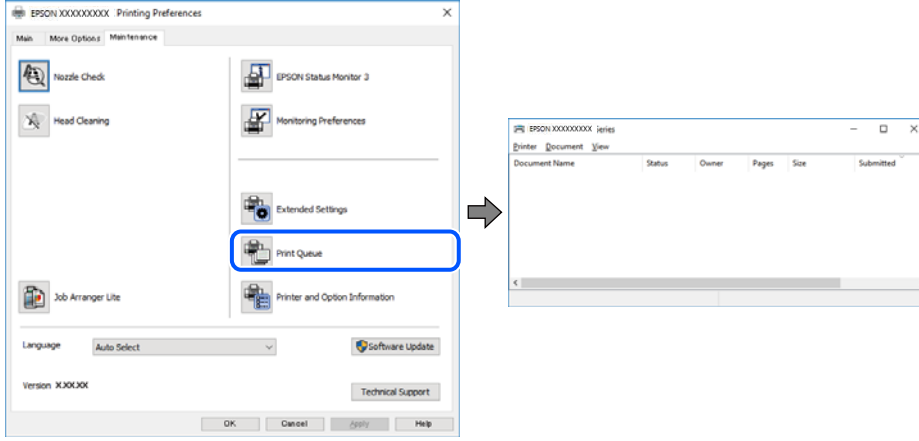 EPSON XXXXXXXXX Printing Preferences
Main More Options Maintenance
Nozzle Check
EPSON Status Monitor 3
Head Cleaning
Monitoring Preferences
Extended Settings
Print Queue
Job Arranger Lite
Printer and Option Information
Language Auto Select Software Update
Version X.XX.XX
Technical Support
OK Cancel Apply Help
EPSON XXXXXXXXX ieries
Printer Document View
Document Name Status Owner Pages Size Submitted